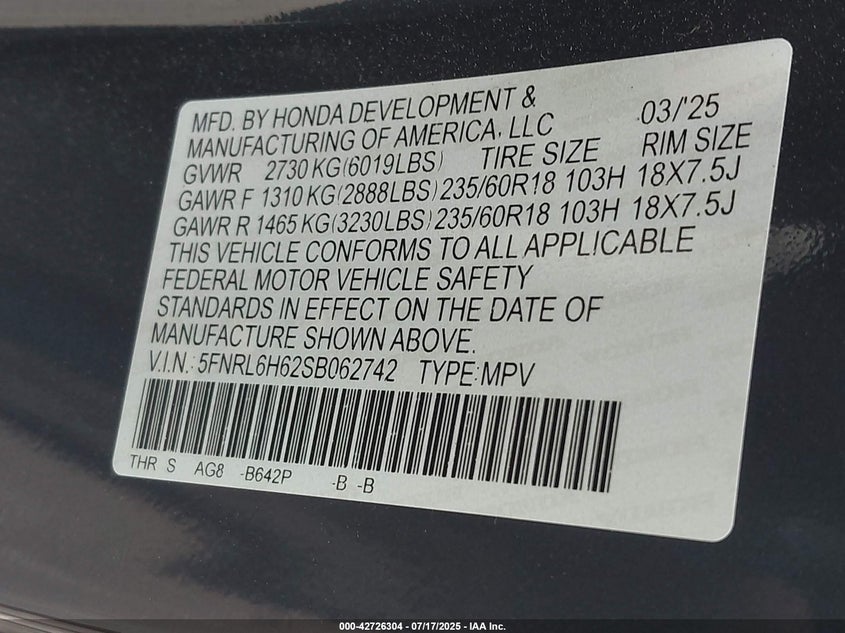 MFD. BY HONDA DEVELOPMENT & 03/'25
MANUFACTURING OF AMERICA, LLC
GVWR 2730 KG(6019LBS) TIRE SIZE RIM SIZE
GAWR F 1310 KG(2888LBS) 235/60R18 103H 18X7.5J
GAWR R 1465 KG(3230LBS) 235/60R18 103H 18X7.5J
THIS VEHICLE CONFORMS TO ALL APPLICABLE
FEDERAL MOTOR VEHICLE SAFETY
STANDARDS IN EFFECT ON THE DATE OF
MANUFACTURE SHOWN ABOVE.
V.I.N.: 5FNRL6H62SB062742 TYPE:MPV
THR S AG8 -B642P -B -B
000-42726304 - 07/17/2025 - IAA Inc.